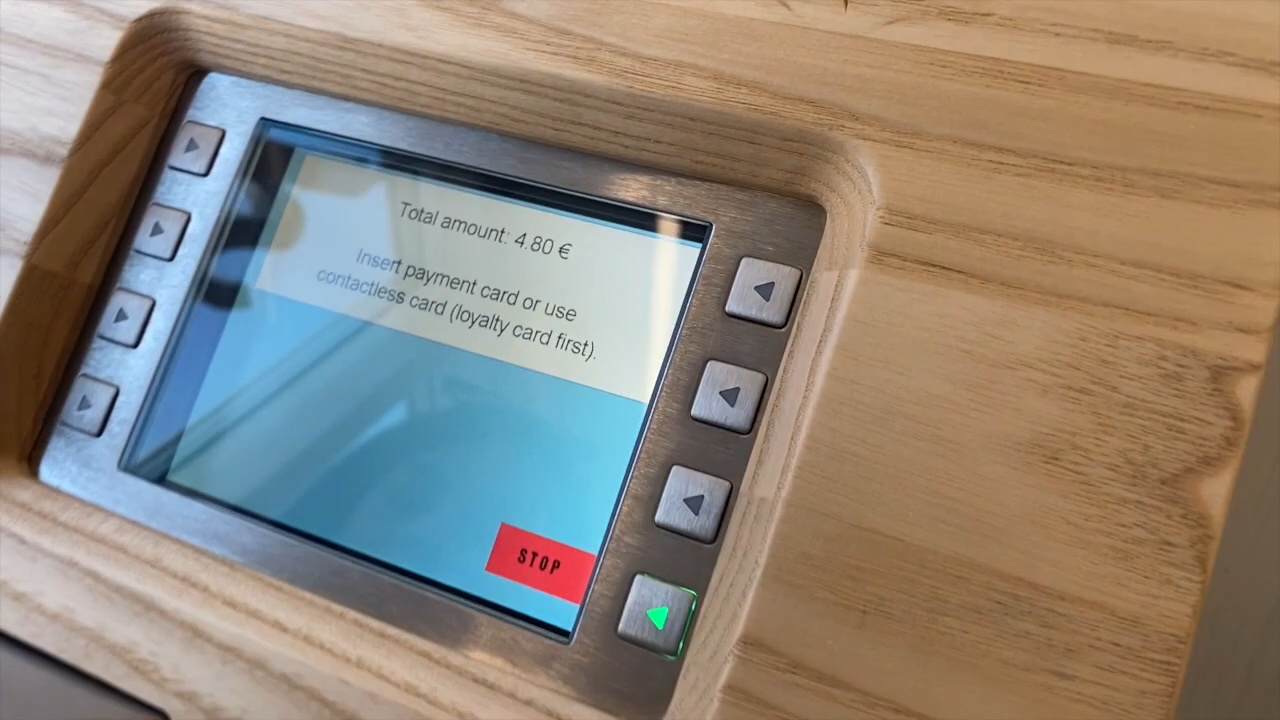 Total amount: 4.80 €
Insert payment card or use
contactless card (loyalty card first).
STOP